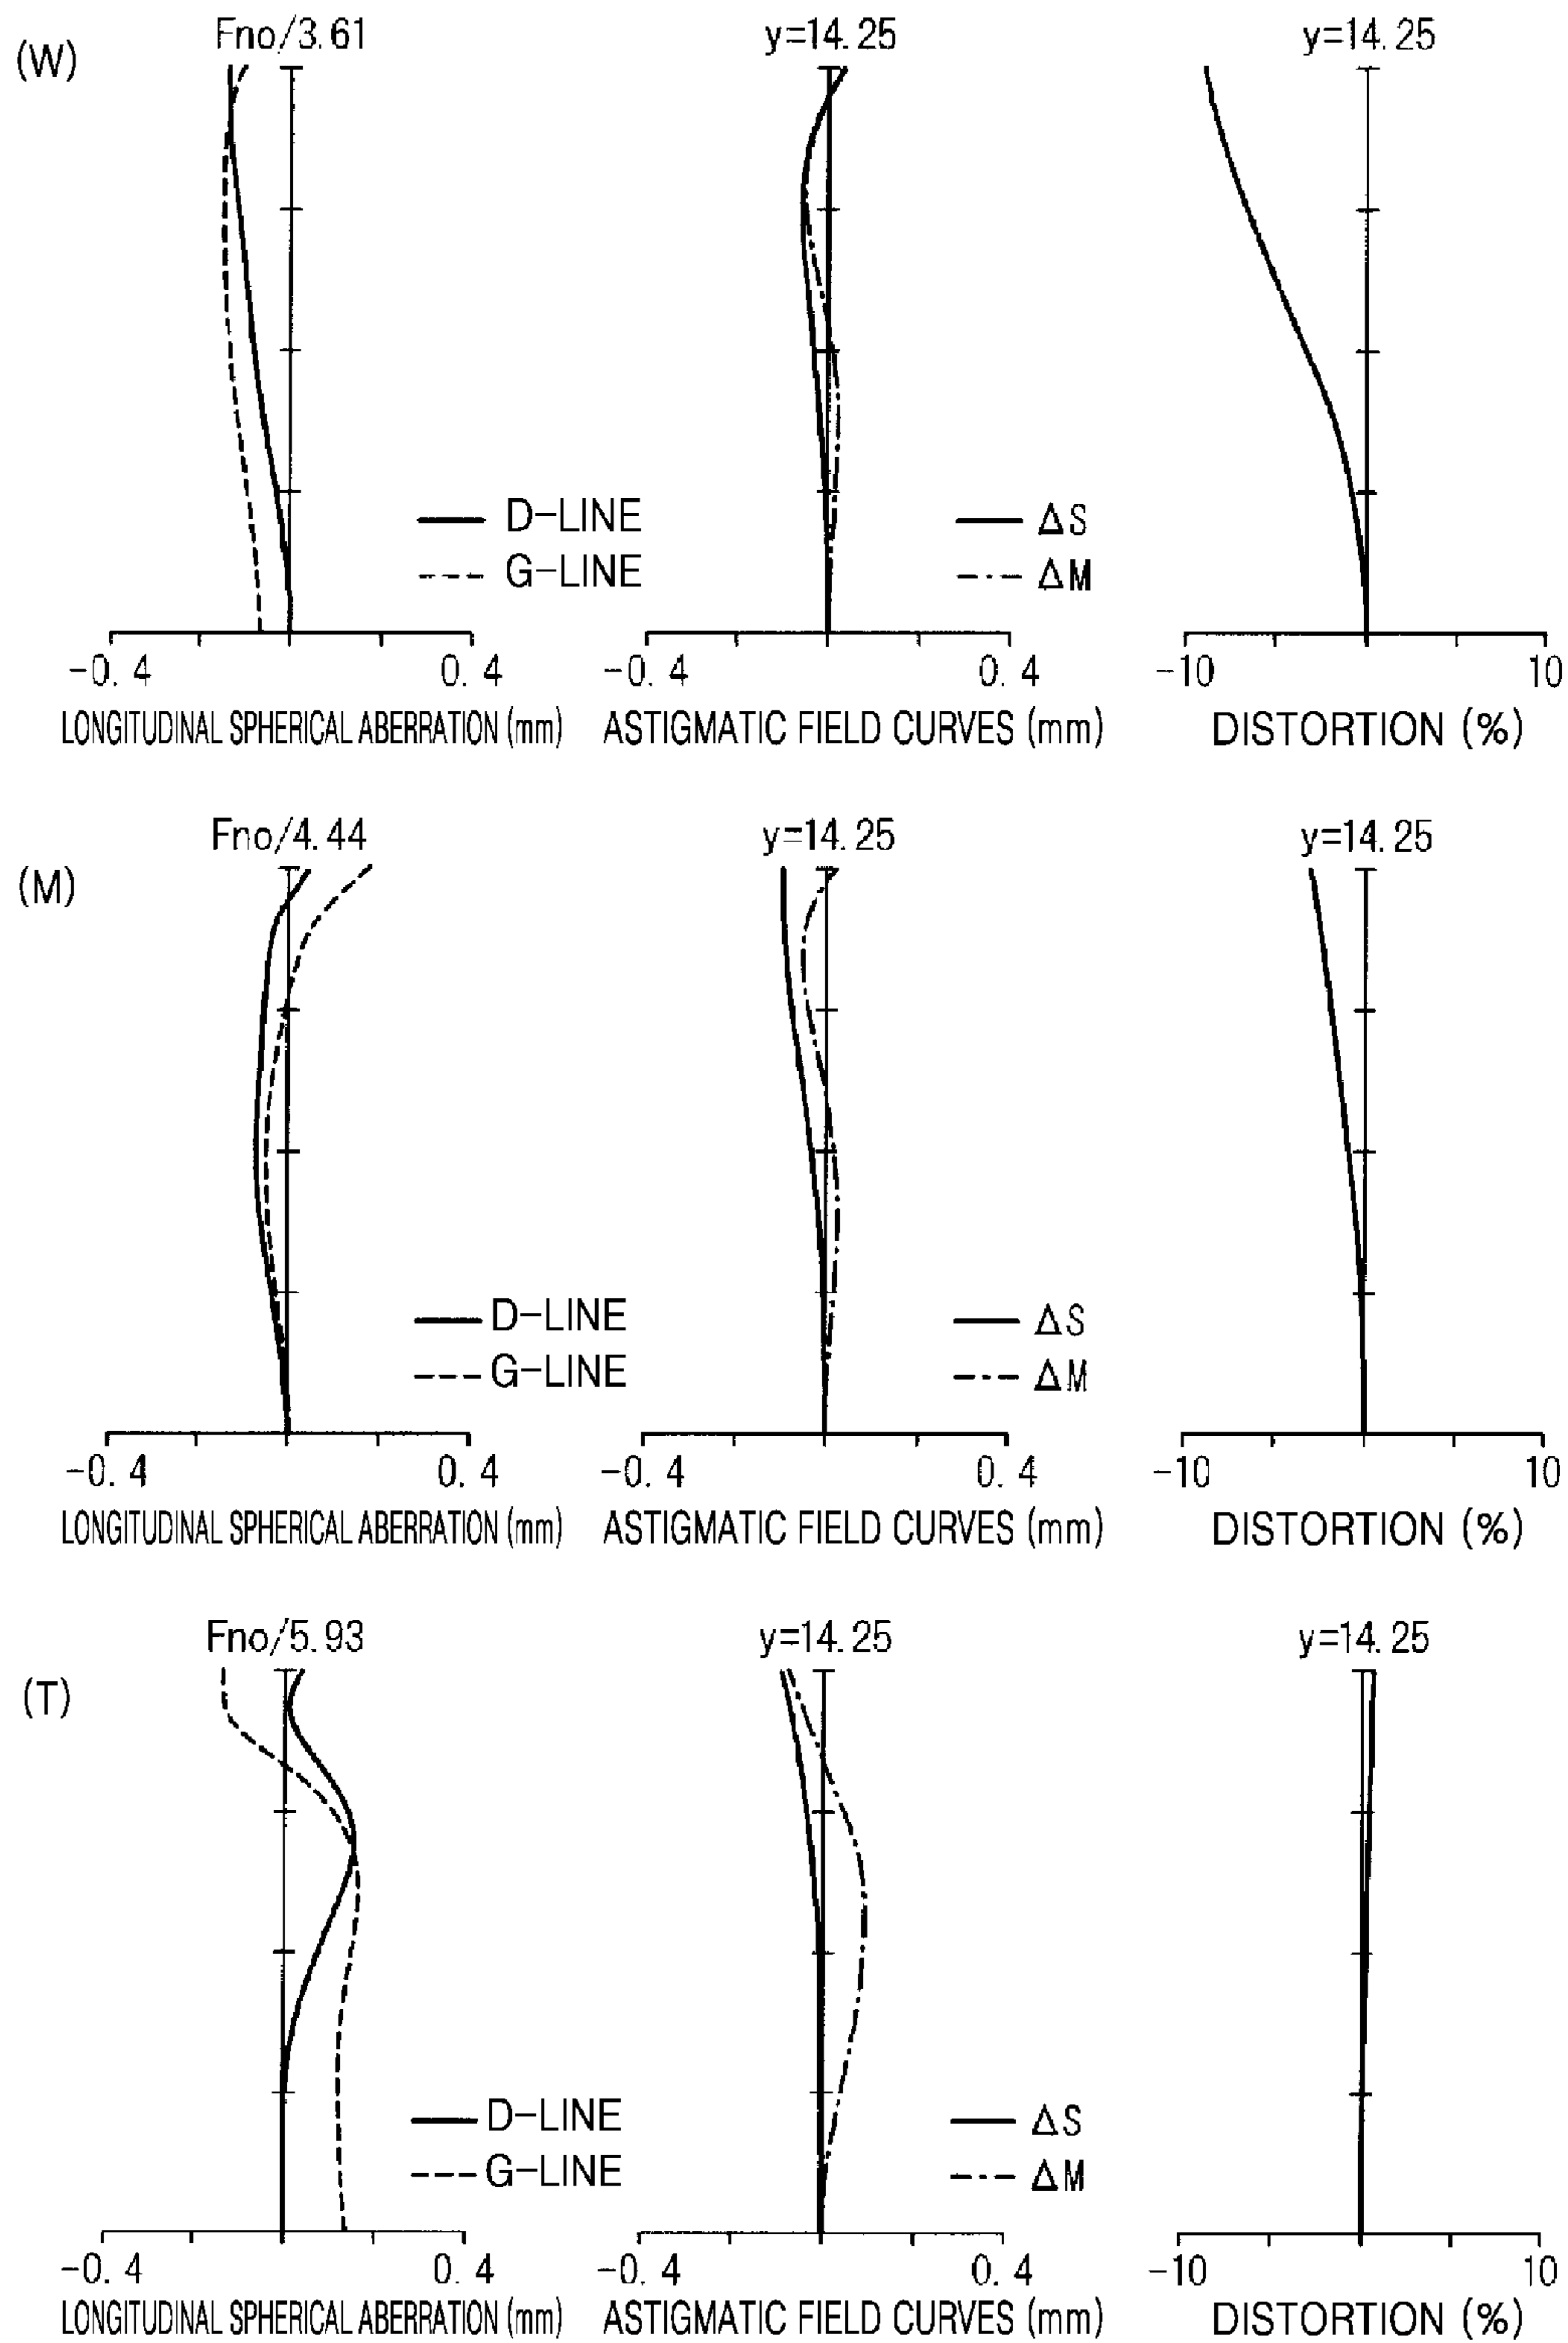 (W)
Fno/3.61
y=14.25
y=14.25
D-LINE
G-LINE
ΔS
ΔM
-0.4
0.4
-0.4
0.4
-10
10
LONGITUDINAL SPHERICAL ABERRATION (mm)
ASTIGMATIC FIELD CURVES (mm)
DISTORTION (%)
(M)
Fno/4.44
y=14.25
y=14.25
D-LINE
G-LINE
ΔS
ΔM
-0.4
0.4
-0.4
0.4
-10
10
LONGITUDINAL SPHERICAL ABERRATION (mm)
ASTIGMATIC FIELD CURVES (mm)
DISTORTION (%)
(T)
Fno/5.93
y=14.25
y=14.25
D-LINE
G-LINE
ΔS
ΔM
-0.4
0.4
-0.4
0.4
-10
10
LONGITUDINAL SPHERICAL ABERRATION (mm)
ASTIGMATIC FIELD CURVES (mm)
DISTORTION (%)